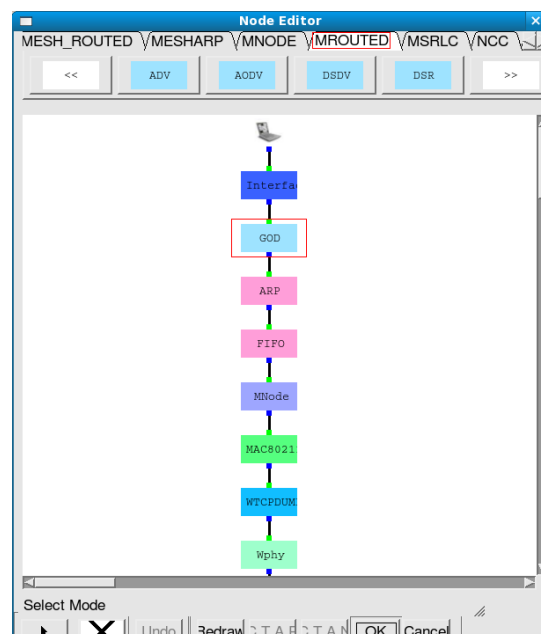 Node Editor
MESH_ROUTED MESHARP MNODE MROUTED MSRLC NCC
<< ADV AODV DSDV DSR >>
Interfa
GOD
ARP
FIFO
MNode
MAC8021
WTCPDUM
Wphy
Select Mode
Undo Redraw OK Cancel